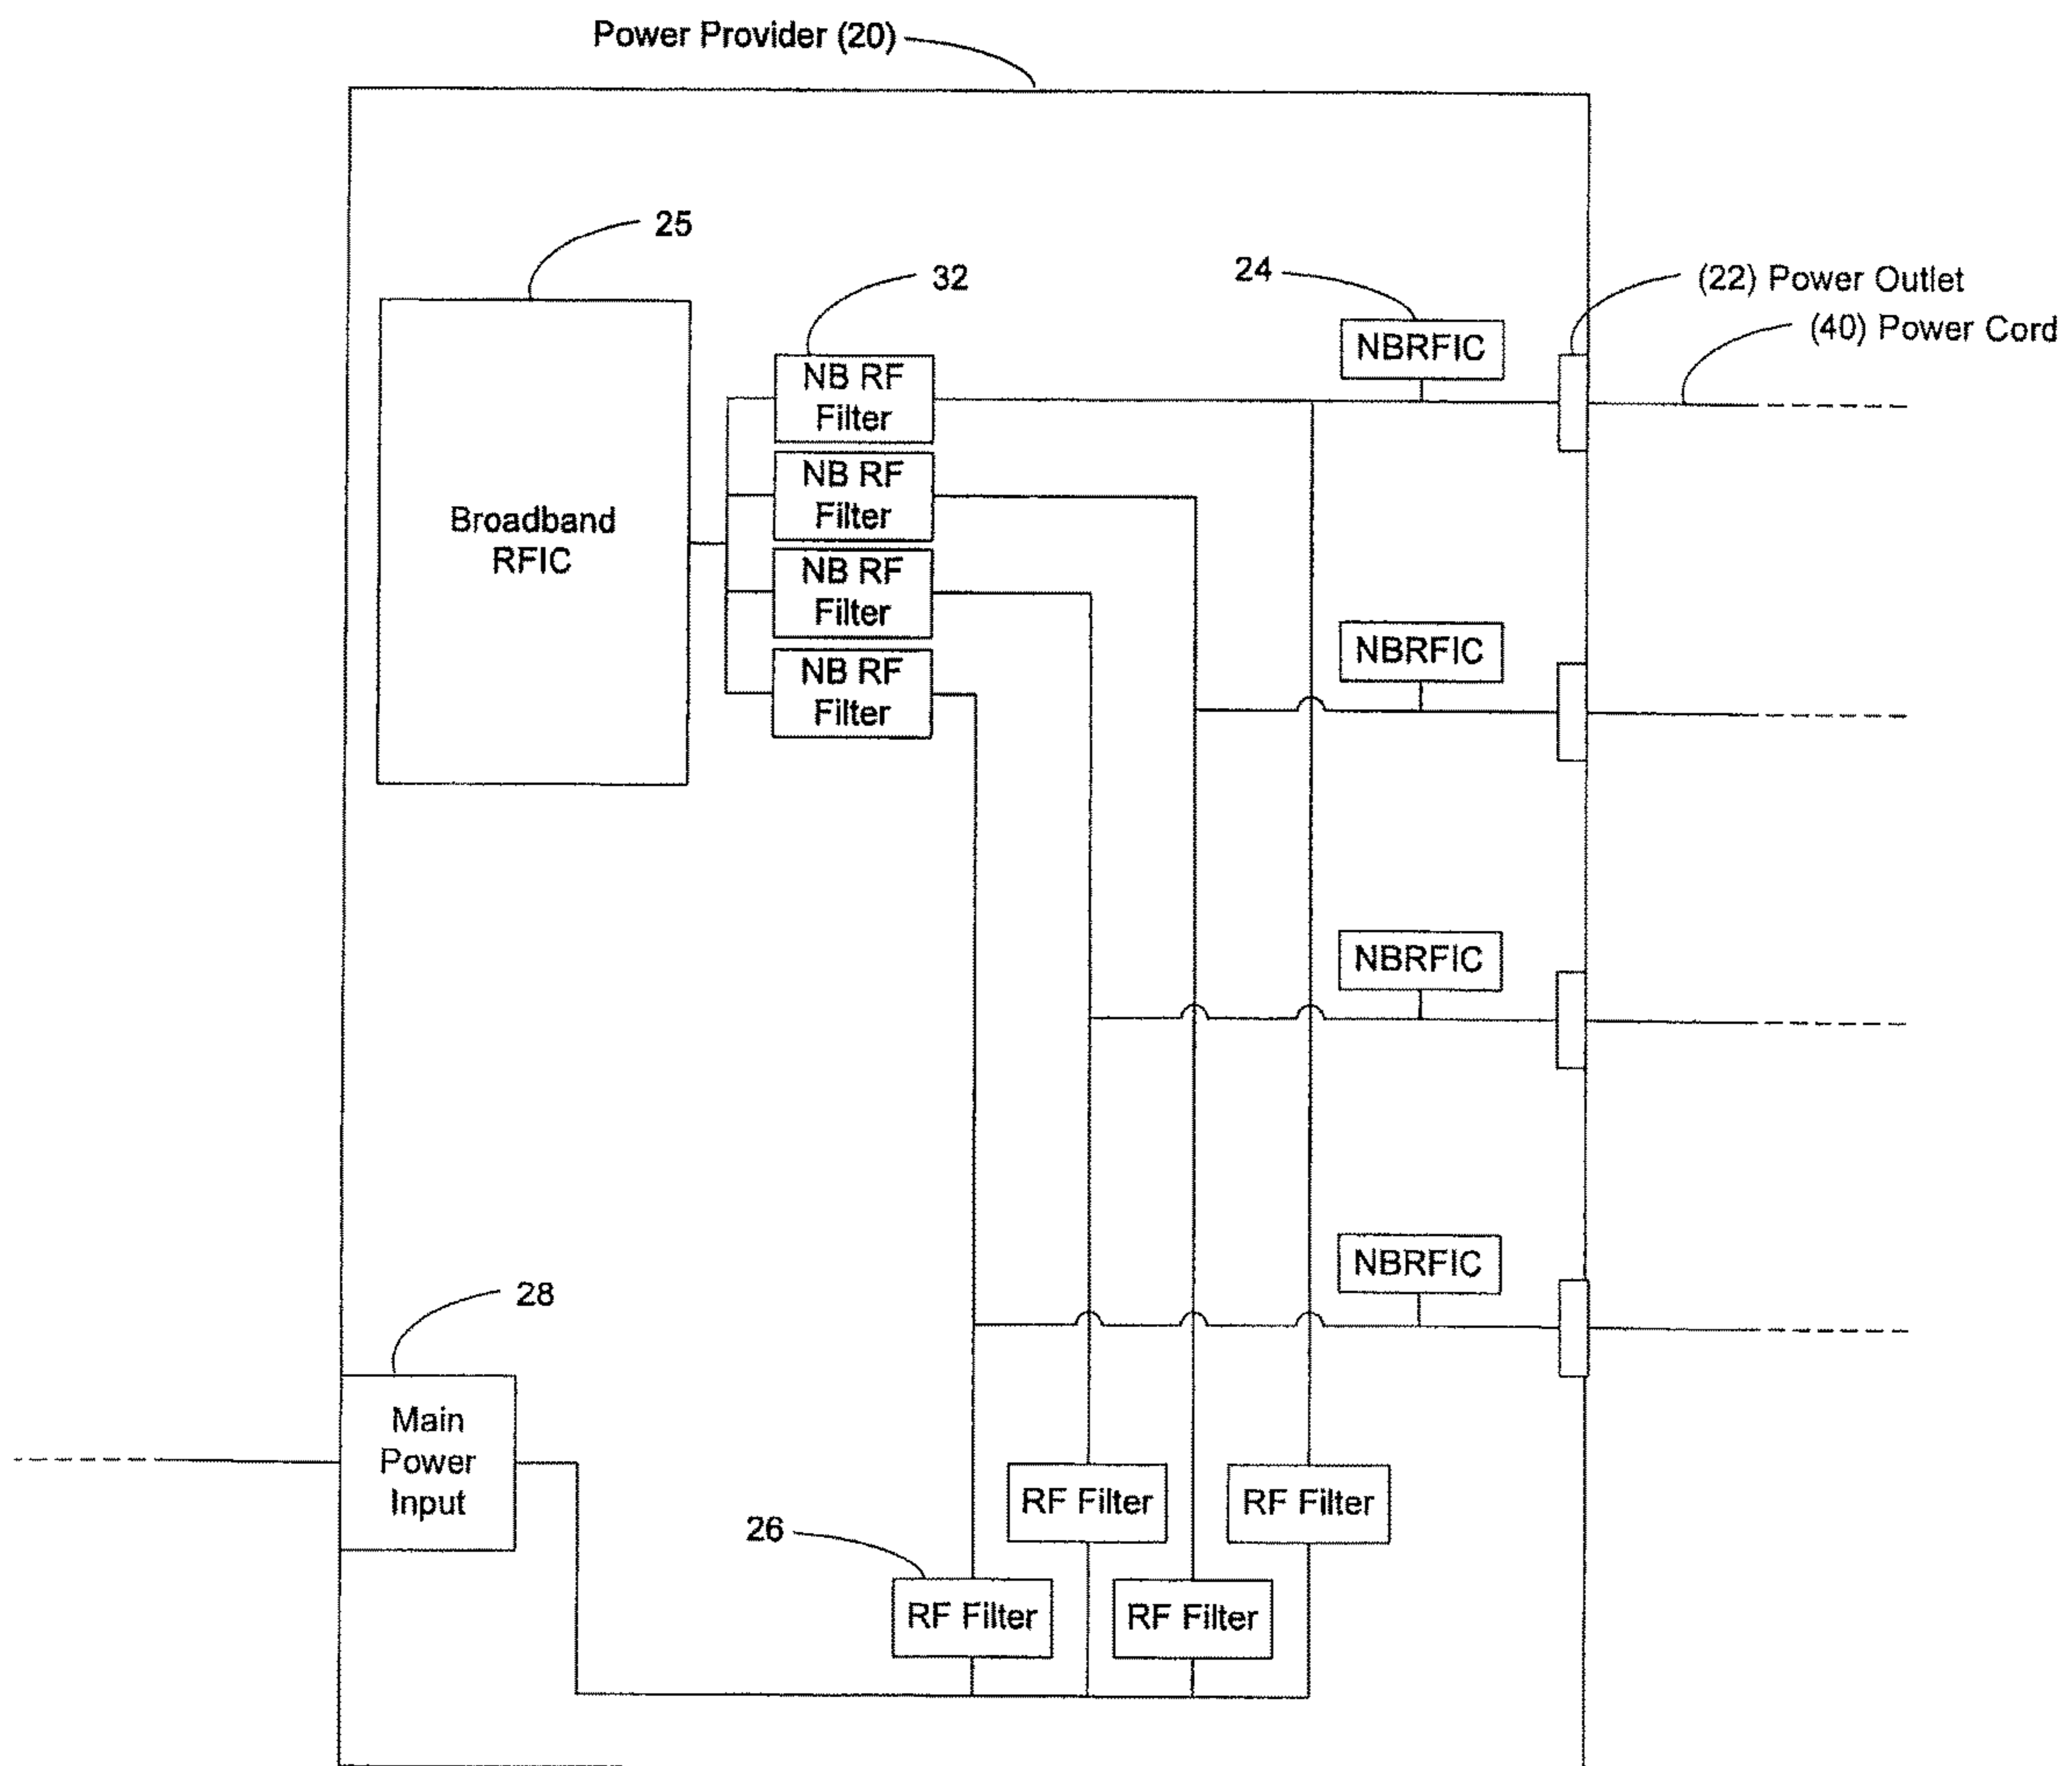 Power Provider (20)
25
32
24
(22) Power Outlet
(40) Power Cord
NB RF
Filter
NBRFIC
NB RF
Filter
Broadband
RFIC
NB RF
Filter
NB RF
Filter
NBRFIC
NBRFIC
NBRFIC
28
Main
Power
Input
RF Filter
RF Filter
26
RF Filter
RF Filter